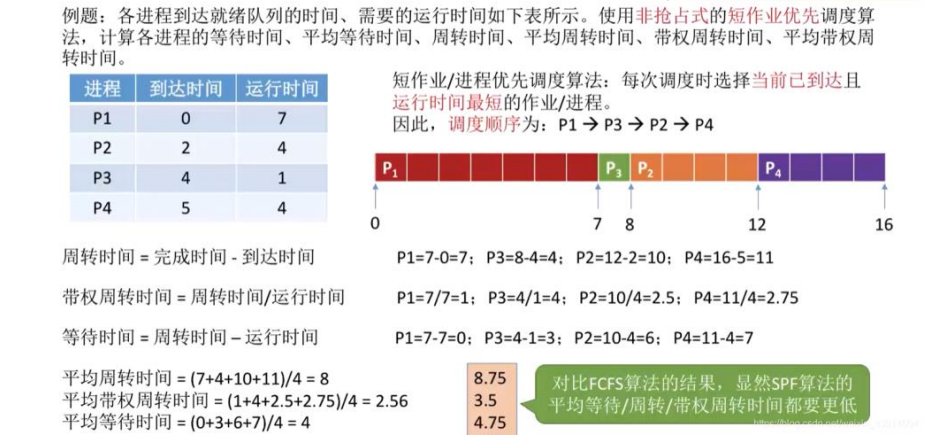 例题：各进程到达就绪队列的时间、需要的运行时间如下表所示。使用非抢占式的短作业优先调度算
法，计算各进程的等待时间、平均等待时间、周转时间、平均周转时间、带权周转时间、平均带权周
转时间。
进程 到达时间 运行时间
P1 0 7
P2 2 4
P3 4 1
P4 5 4
短作业/进程优先调度算法：每次调度时选择当前已到达且
运行时间最短的作业/进程。
因此，调度顺序为：P1 → P3 → P2 → P4
P1 P3 P2 P4
0 7 8 12 16
周转时间 = 完成时间 - 到达时间 P1=7-0=7；P3=8-4=4；P2=12-2=10；P4=16-5=11
带权周转时间 = 周转时间/运行时间 P1=7/7=1；P3=4/1=4；P2=10/4=2.5；P4=11/4=2.75
等待时间 = 周转时间 – 运行时间 P1=7-7=0；P3=4-1=3；P2=10-4=6；P4=11-4=7
平均周转时间 = (7+4+10+11)/4 = 8 8.75
平均带权周转时间 = (1+4+2.5+2.75)/4 = 2.56 3.5
平均等待时间 = (0+3+6+7)/4 = 4 4.75
对比FCFS算法的结果，显然SPF算法的
平均等待/周转/带权周转时间都要更低